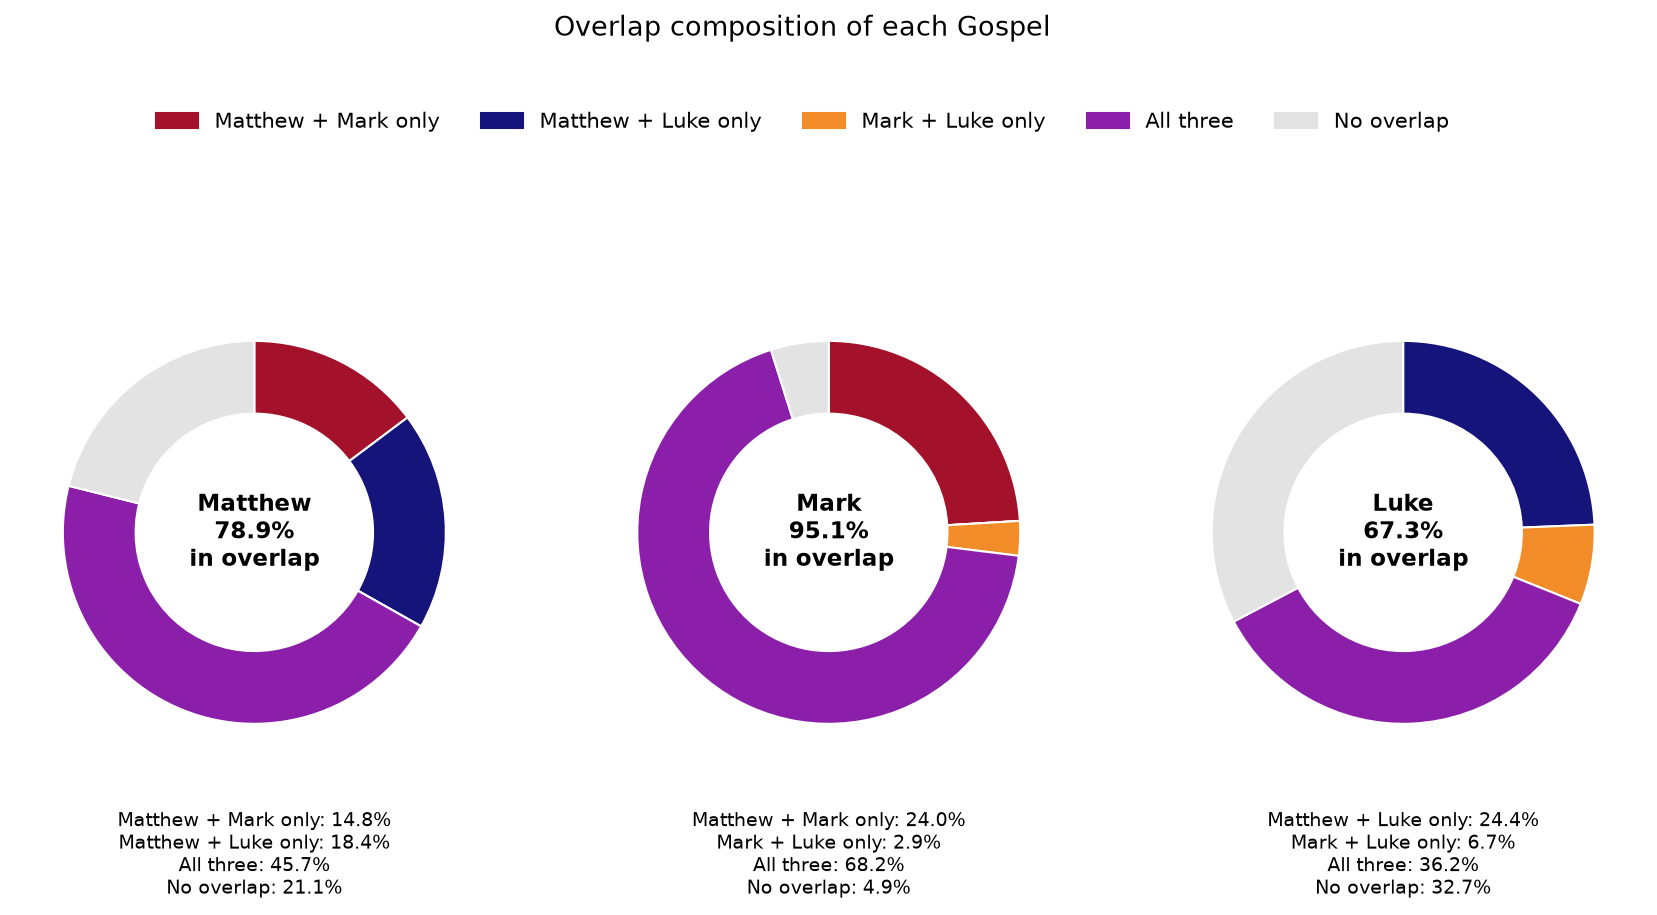 Overlap composition of each Gospel
Matthew + Mark only
Matthew + Luke only
Mark + Luke only
All three
No overlap
Matthew
78.9%
in overlap
Matthew + Mark only: 14.8%
Matthew + Luke only: 18.4%
All three: 45.7%
No overlap: 21.1%
Mark
95.1%
in overlap
Matthew + Mark only: 24.0%
Mark + Luke only: 2.9%
All three: 68.2%
No overlap: 4.9%
Luke
67.3%
in overlap
Matthew + Luke only: 24.4%
Mark + Luke only: 6.7%
All three: 36.2%
No overlap: 32.7%